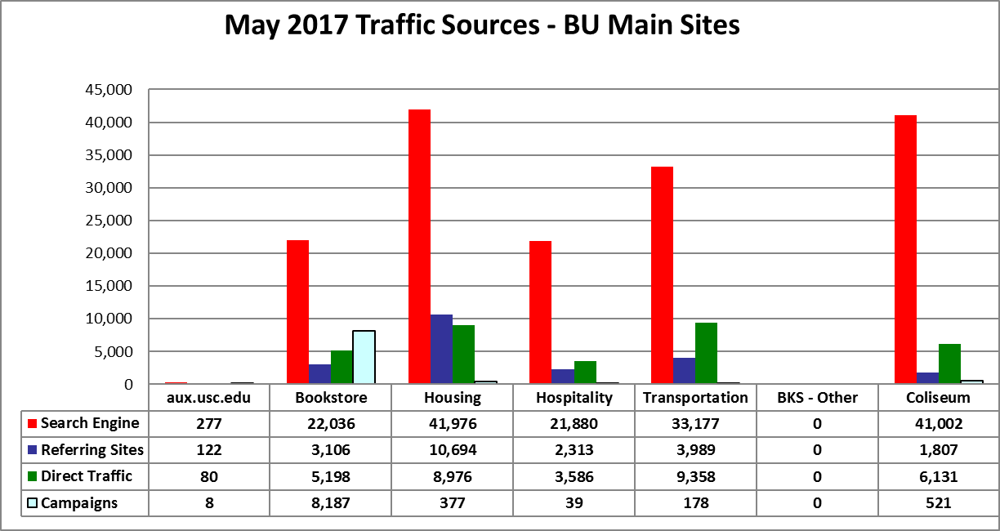 May 2017 Traffic Sources - BU Main Sites
45,000
40,000
35,000
30,000
25,000
20,000
15,000
10,000
5,000
0
aux.usc.edu Bookstore Housing Hospitality Transportation BKS - Other Coliseum
Search Engine 277 22,036 41,976 21,880 33,177 0 41,002
Referring Sites 122 3,106 10,694 2,313 3,989 0 1,807
Direct Traffic 80 5,198 8,976 3,586 9,358 0 6,131
Campaigns 8 8,187 377 39 178 0 521